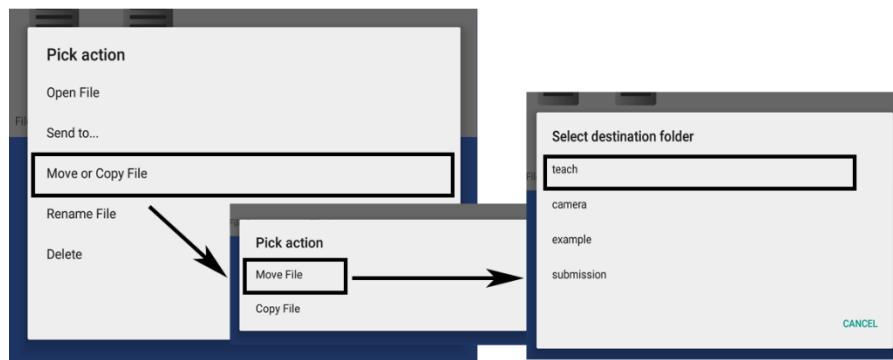 Pick action
Open File
Send to...
Move or Copy File
Rename File
Delete
Pick action
Move File
Copy File
Select destination folder
teach
camera
example
submission
CANCEL